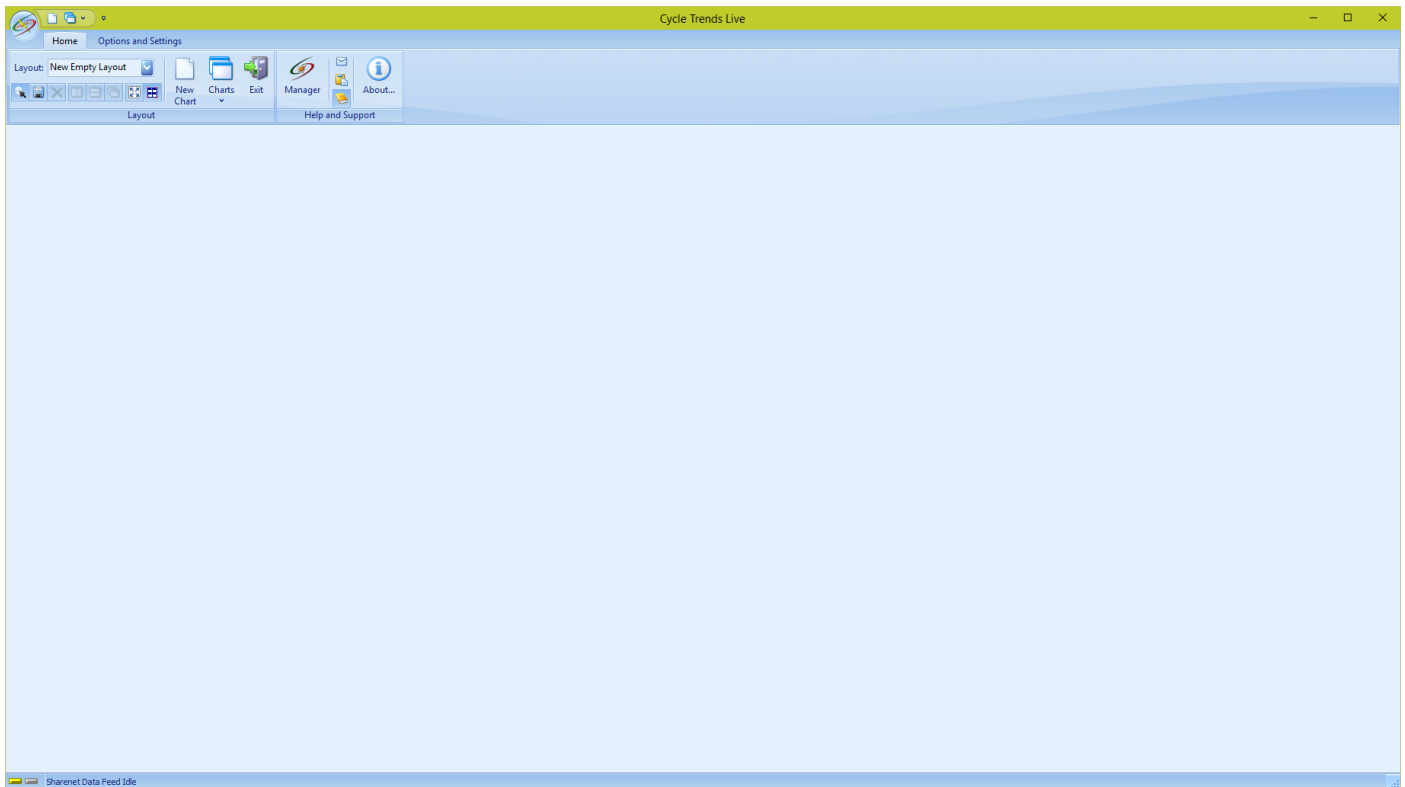 Cycle Trends Live
Home Options and Settings
Layout: New Empty Layout
New Chart Charts Exit Manager About...
Layout Help and Support
Sharenet Data Feed Idle